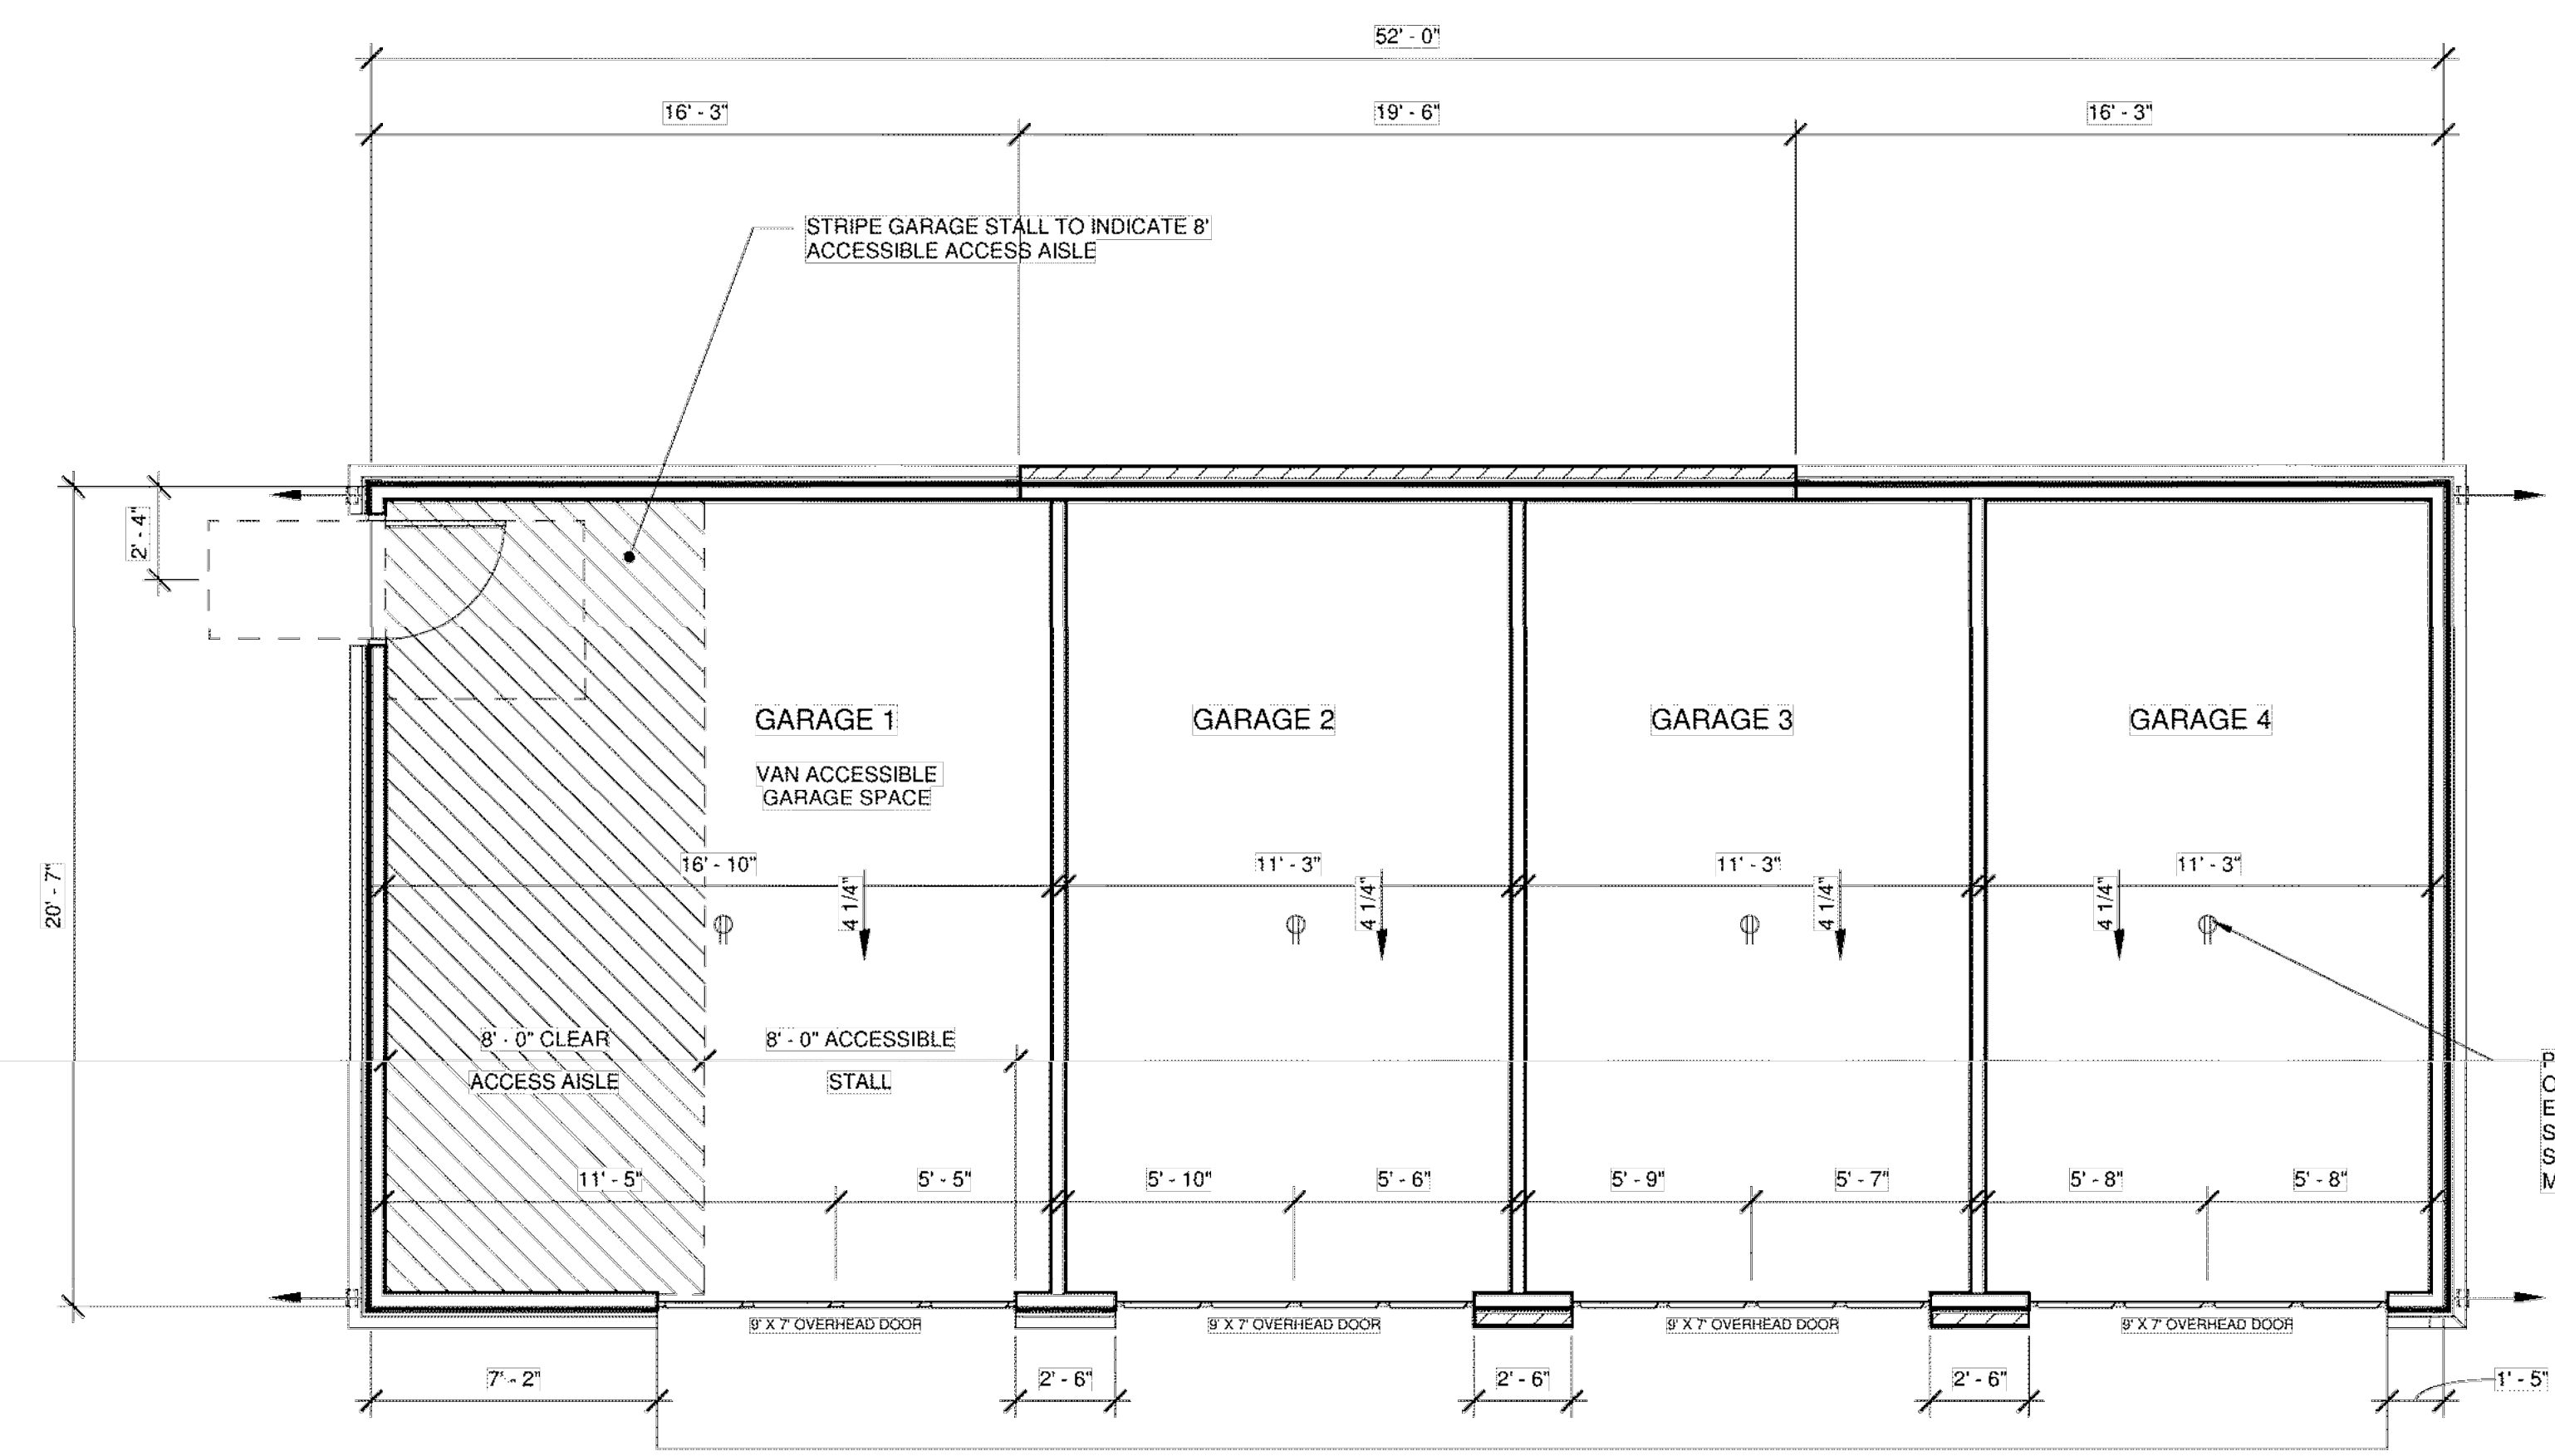 52' - 0"
16' - 3"
19' - 6"
16' - 3"
STRIPE GARAGE STALL TO INDICATE 8'
ACCESSIBLE ACCESS AISLE
2' - 4"
20' - 7"
GARAGE 1
GARAGE 2
GARAGE 3
GARAGE 4
VAN ACCESSIBLE
GARAGE SPACE
16' - 10"
11' - 3"
11' - 3"
11' - 3"
4 1/4"
4 1/4"
4 1/4"
4 1/4"
8' - 0" CLEAR
ACCESS AISLE
8' - 0" ACCESSIBLE
STALL
P
O
E
S
S
M
11' - 5"
5' - 5"
5' - 10"
5' - 6"
5' - 9"
5' - 7"
5' - 8"
5' - 8"
9' X 7' OVERHEAD DOOR
9' X 7' OVERHEAD DOOR
9' X 7' OVERHEAD DOOR
9' X 7' OVERHEAD DOOR
7' - 2"
2' - 6"
2' - 6"
2' - 6"
1' - 5"